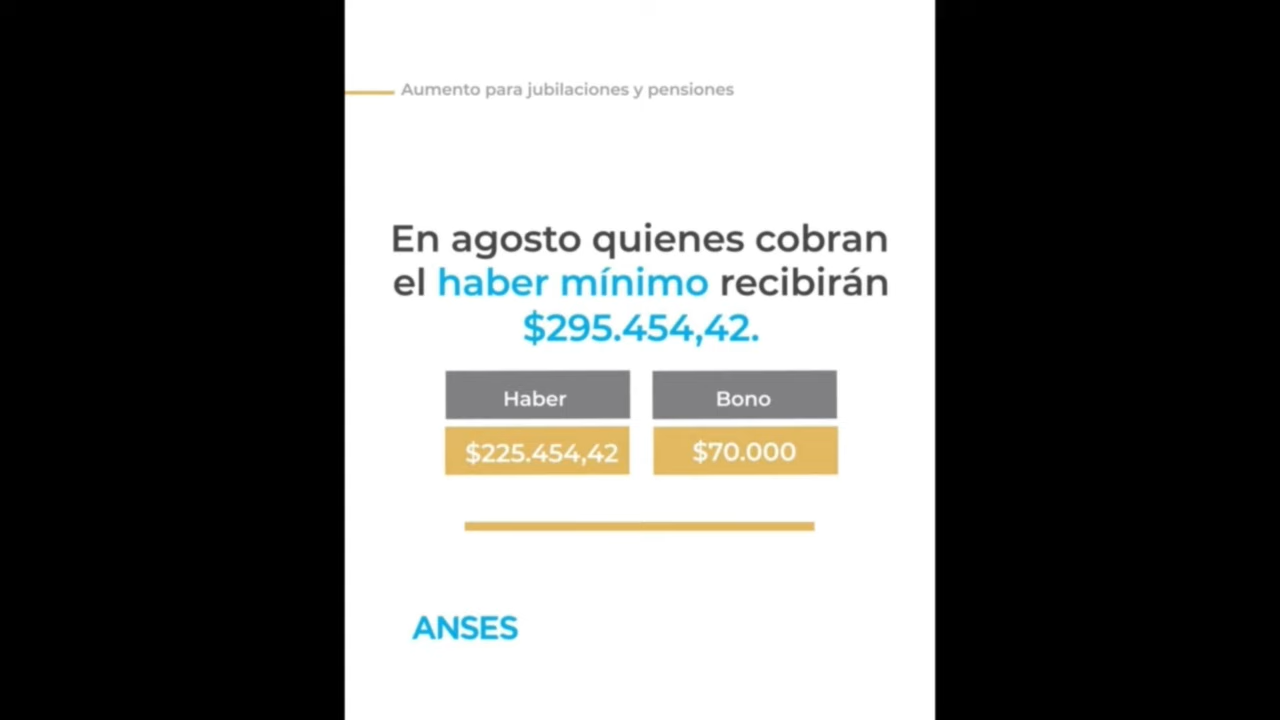 Aumento para jubilaciones y pensiones
En agosto quienes cobran
el haber mínimo recibirán
$295.454,42.
Haber
Bono
$225.454,42
$70.000
ANSES